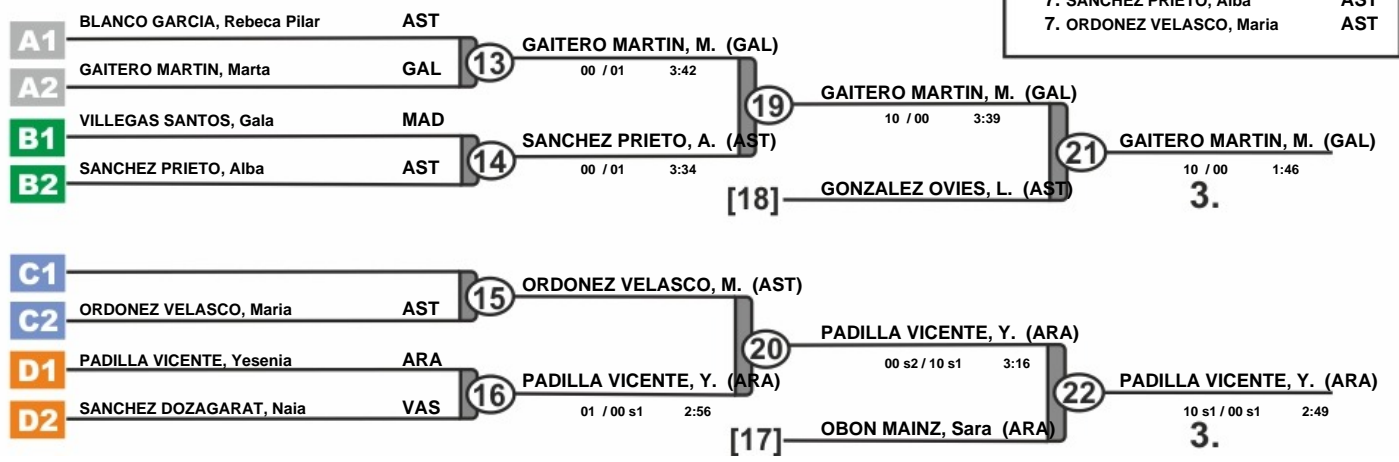 7. SANCHEZ PRIETO, Alba AST
7. ORDONEZ VELASCO, Maria AST
A1 BLANCO GARCIA, Rebeca Pilar AST
13 GAITERO MARTIN, M. (GAL)
00 / 01 3:42
A2 GAITERO MARTIN, Marta GAL
19 GAITERO MARTIN, M. (GAL)
10 / 00 3:39
B1 VILLEGAS SANTOS, Gala MAD
14 SANCHEZ PRIETO, A. (AST)
00 / 01 3:34
B2 SANCHEZ PRIETO, Alba AST
21 GAITERO MARTIN, M. (GAL)
10 / 00 1:46
3.
[18] GONZALEZ OVIES, L. (AST)
C1
15 ORDONEZ VELASCO, M. (AST)
C2 ORDONEZ VELASCO, Maria AST
20 PADILLA VICENTE, Y. (ARA)
00 s2 / 10 s1 3:16
D1 PADILLA VICENTE, Yesenia ARA
16 PADILLA VICENTE, Y. (ARA)
01 / 00 s1 2:56
D2 SANCHEZ DOZAGARAT, Naia VAS
22 PADILLA VICENTE, Y. (ARA)
10 s1 / 00 s1 2:49
3.
[17] OBON MAINZ, Sara (ARA)